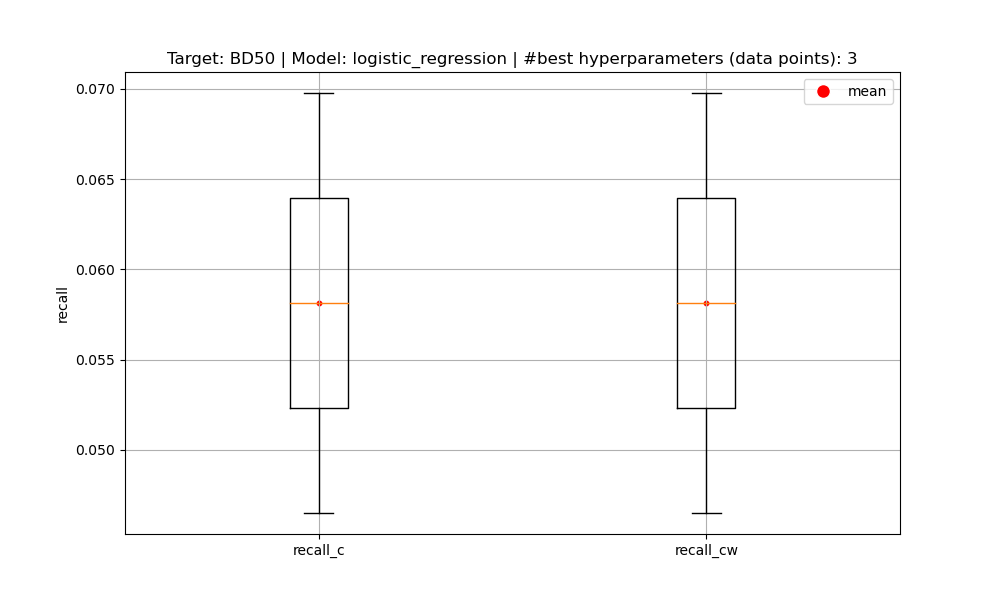 Target: BD50 | Model: logistic_regression | #best hyperparameters (data points): 3
mean
0.070
0.065
0.060
0.055
0.050
recall
recall_c
recall_cw